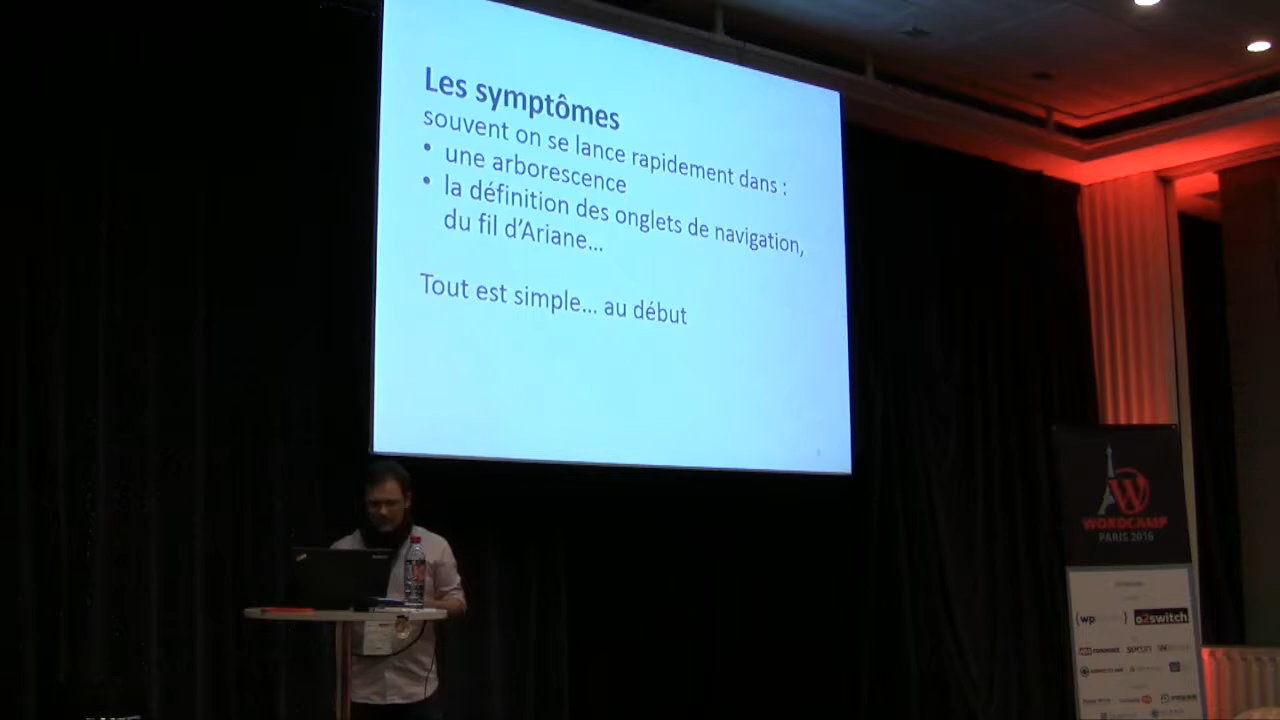 Les symptômes
souvent on se lance rapidement dans :
• une arborescence
• la définition des onglets de navigation,
du fil d'Ariane...
Tout est simple... au début
W
WORDCAMP
PARIS 2016
{wp
o2switch